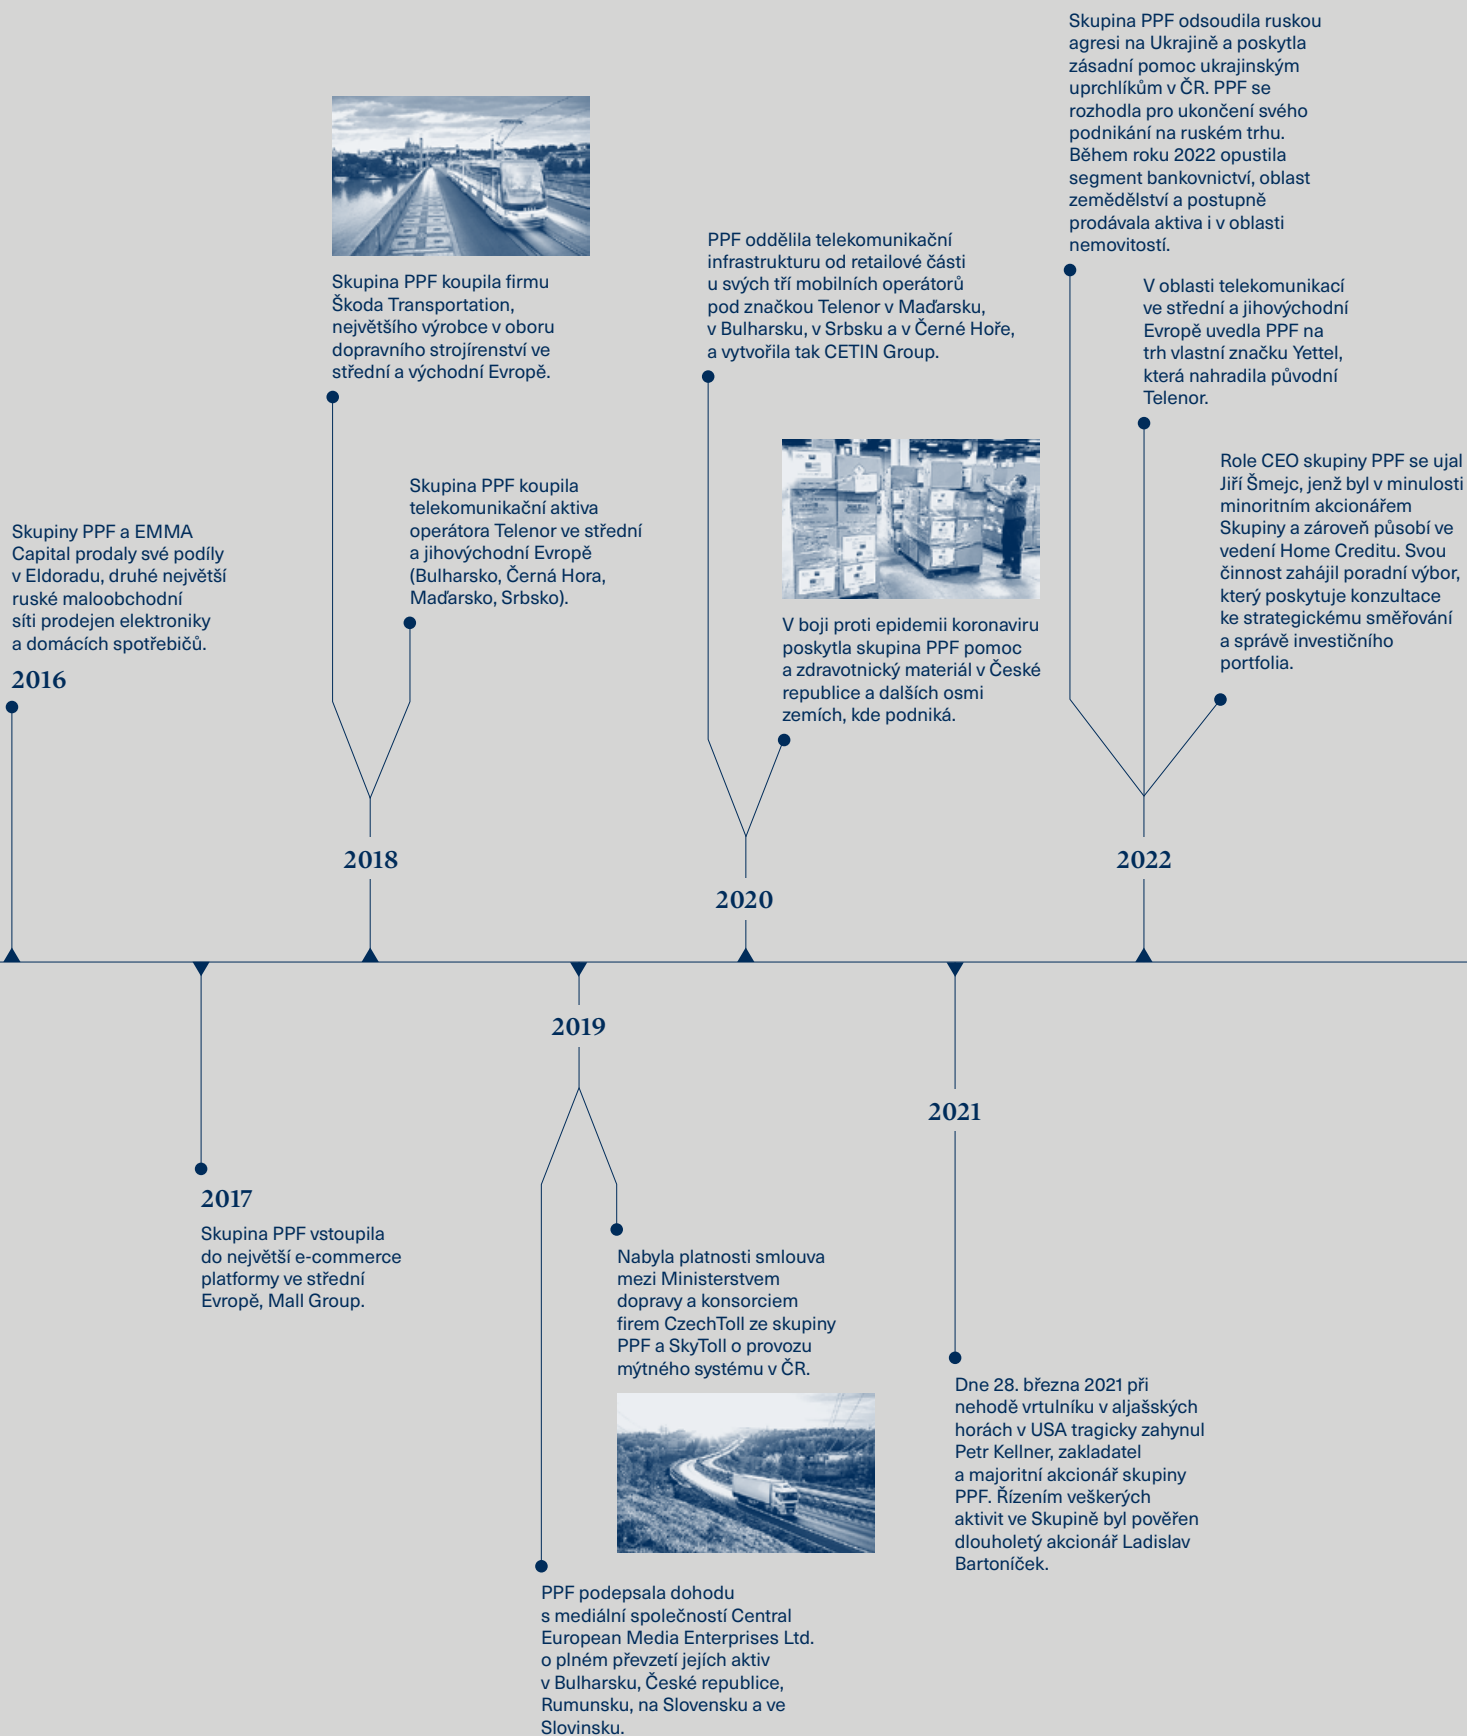 Skupiny PPF a EMMA
Capital prodaly své podíly
v Eldoradu, druhé největší
ruské maloobchodní
síti prodejen elektroniky
a domácích spotřebičů.
2016
2017
Skupina PPF vstoupila
do největší e-commerce
platformy ve střední
Evropě, Mall Group.
Skupina PPF koupila firmu
Škoda Transportation,
největšího výrobce v oboru
dopravního strojírenství ve
střední a východní Evropě.
Skupina PPF koupila
telekomunikační aktiva
operátora Telenor ve střední
a jihovýchodní Evropě
(Bulharsko, Černá Hora,
Maďarsko, Srbsko).
2018
2019
Nabyla platnosti smlouva
mezi Ministerstvem
dopravy a konsorciem
firem CzechToll ze skupiny
PPF a SkyToll o provozu
mýtného systému v ČR.
PPF podepsala dohodu
s mediální společností Central
European Media Enterprises Ltd.
o plném převzetí jejích aktiv
v Bulharsku, České republice,
Rumunsku, na Slovensku a ve
Slovinsku.
PPF oddělila telekomunikační
infrastrukturu od retailové části
u svých tří mobilních operátorů
pod značkou Telenor v Maďarsku,
v Bulharsku, v Srbsku a v Černé Hoře,
a vytvořila tak CETIN Group.
V boji proti epidemii koronaviru
poskytla skupina PPF pomoc
a zdravotnický materiál v České
republice a dalších osmi
zemích, kde podniká.
2020
2021
Dne 28. března 2021 při
nehodě vrtulníku v aljašských
horách v USA tragicky zahynul
Petr Kellner, zakladatel
a majoritní akcionář skupiny
PPF. Řízením veškerých
aktivit ve Skupině byl pověřen
dlouholetý akcionář Ladislav
Bartoníček.
Skupina PPF odsoudila ruskou
agresi na Ukrajině a poskytla
zásadní pomoc ukrajinským
uprchlíkům v ČR. PPF se
rozhodla pro ukončení svého
podnikání na ruském trhu.
Během roku 2022 opustila
segment bankovnictví, oblast
zemědělství a postupně
prodávala aktiva i v oblasti
nemovitostí.
V oblasti telekomunikací
ve střední a jihovýchodní
Evropě uvedla PPF na
trh vlastní značku Yettel,
která nahradila původní
Telenor.
Role CEO skupiny PPF se ujal
Jiří Šmejc, jenž byl v minulosti
minoritním akcionářem
Skupiny a zároveň působí ve
vedení Home Creditu. Svou
činnost zahájil poradní výbor,
který poskytuje konzultace
ke strategickému směřování
a správě investičního
portfolia.
2022